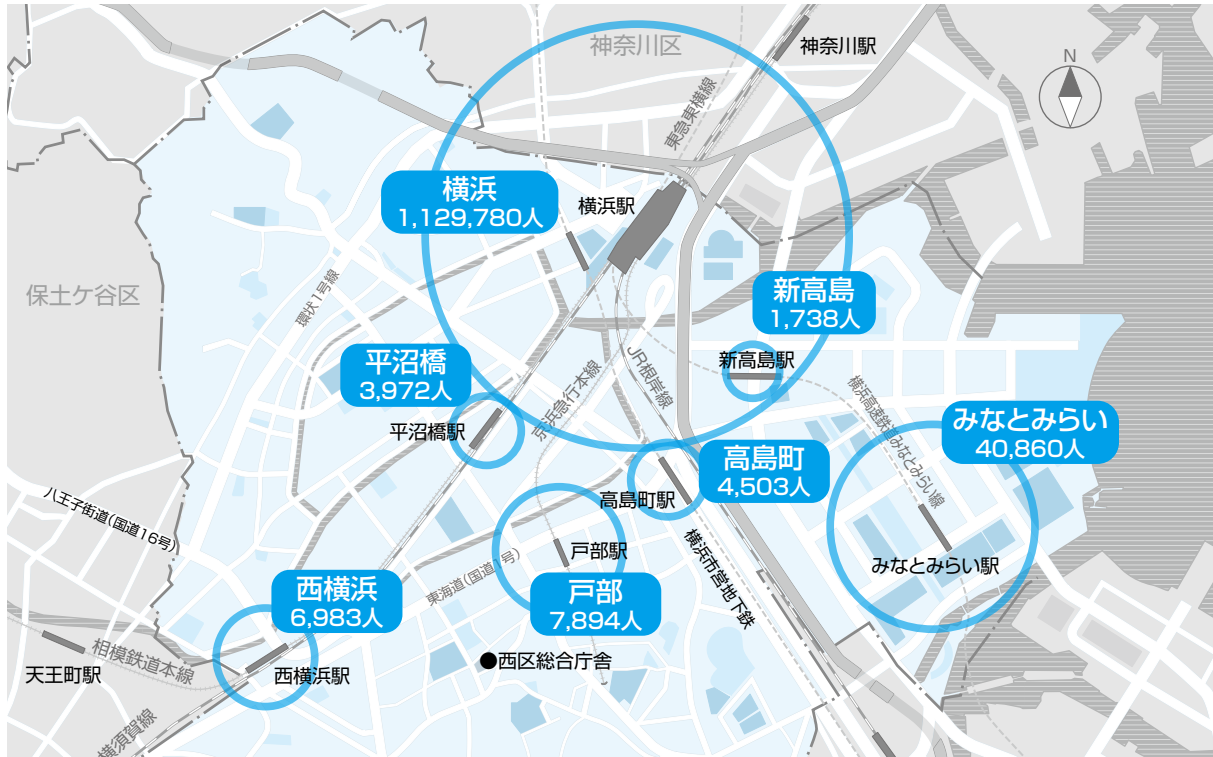 神奈川区
神奈川駅
N
東急東横線
横浜
1,129,780人
横浜駅
保土ケ谷区
環状1号線
新高島
1,738人
新高島駅
平沼橋
3,972人
平沼橋駅
京浜急行本線
JR根岸線
横浜高速鉄道みなとみらい線
みなとみらい
40,860人
みなとみらい駅
高島町
4,503人
高島町駅
八王子街道(国道16号)
戸部駅
戸部
7,894人
横浜市営地下鉄
東海道(国道1号)
西横浜
6,983人
西横浜駅
●西区総合庁舎
相模鉄道本線
天王町駅
横須賀線